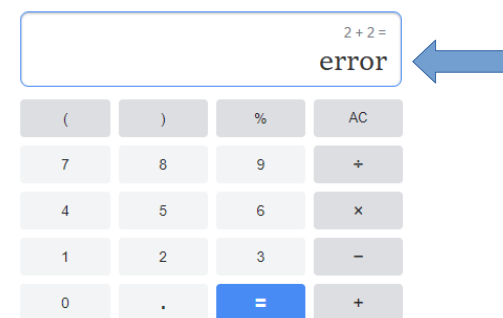 2 + 2 =
error
( ) % AC
7 8 9 ÷
4 5 6 ×
1 2 3 −
0 . = +